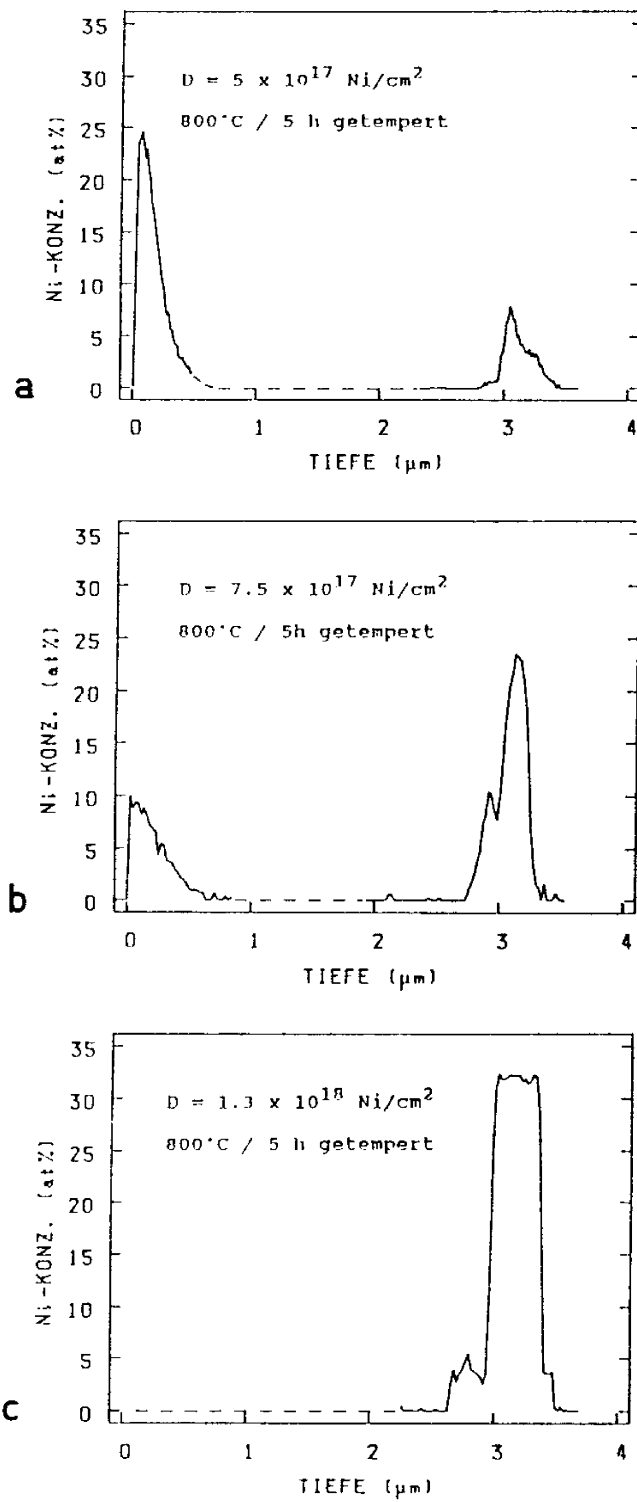 35
30
25
20
15
10
5
0
Ni-KONZ. (at%)
D = 5 x 10^17 Ni/cm^2
800°C / 5 h getempert
a
0 1 2 3 4
TIEFE (µm)
35
30
25
20
15
10
5
0
Ni-KONZ. (at%)
D = 7.5 x 10^17 Ni/cm^2
800°C / 5h getempert
b
0 1 2 3 4
TIEFE (µm)
35
30
25
20
15
10
5
0
Ni-KONZ. (at%)
D = 1.3 x 10^18 Ni/cm^2
800°C / 5 h getempert
c
0 1 2 3 4
TIEFE (µm)